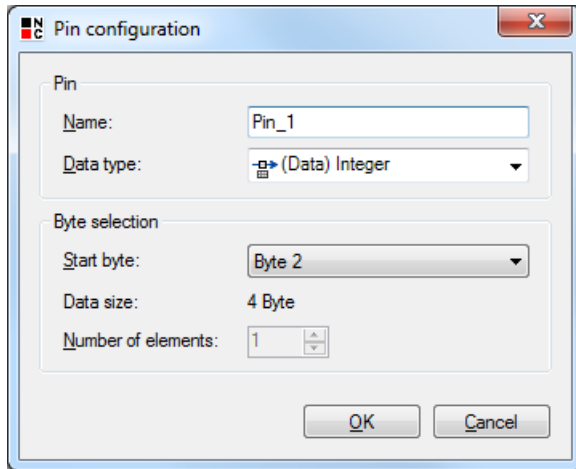 NC Pin configuration
Pin
Name: Pin_1
Data type: (Data) Integer
Byte selection
Start byte: Byte 2
Data size: 4 Byte
Number of elements: 1
OK Cancel